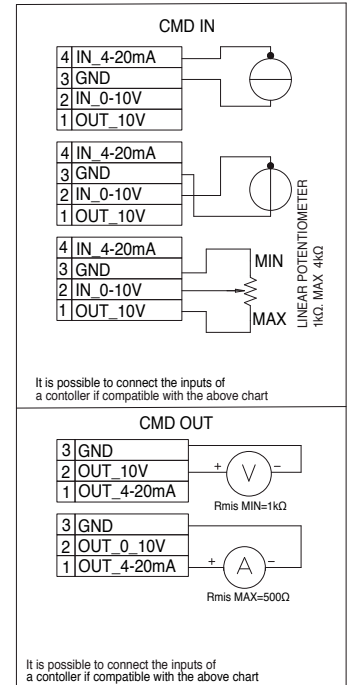 CMD IN
4 IN_4-20mA
3 GND
2 IN_0-10V
1 OUT_10V
4 IN_4-20mA
3 GND
2 IN_0-10V
1 OUT_10V
4 IN_4-20mA
3 GND
2 IN_0-10V
1 OUT_10V
MIN
MAX
LINEAR POTENTIOMETER
1kΩ. MAX 4kΩ
It is possible to connect the inputs of
a contoller if compatible with the above chart
CMD OUT
3 GND
2 OUT_10V
1 OUT_4-20mA
+ V –
Rmis MIN=1kΩ
3 GND
2 OUT_0_10V
1 OUT_4-20mA
+ A –
Rmis MAX=500Ω
It is possible to connect the inputs of
a contoller if compatible with the above chart